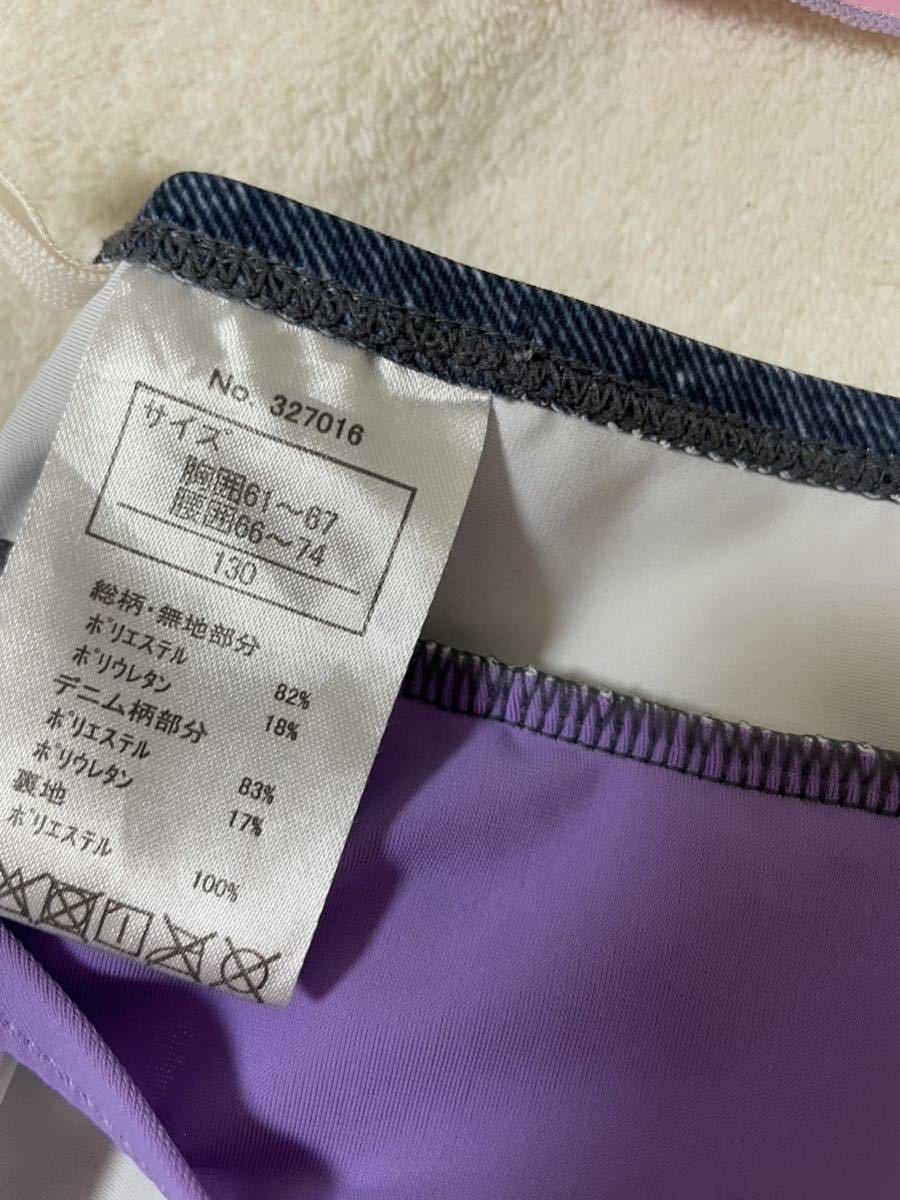 No. 327016
サイズ
胸囲61～67
腰囲66～74
130
総柄・無地部分
ポリエステル 82%
ポリウレタン 18%
デニム柄部分
ポリエステル 83%
ポリウレタン 17%
裏地
ポリエステル 100%